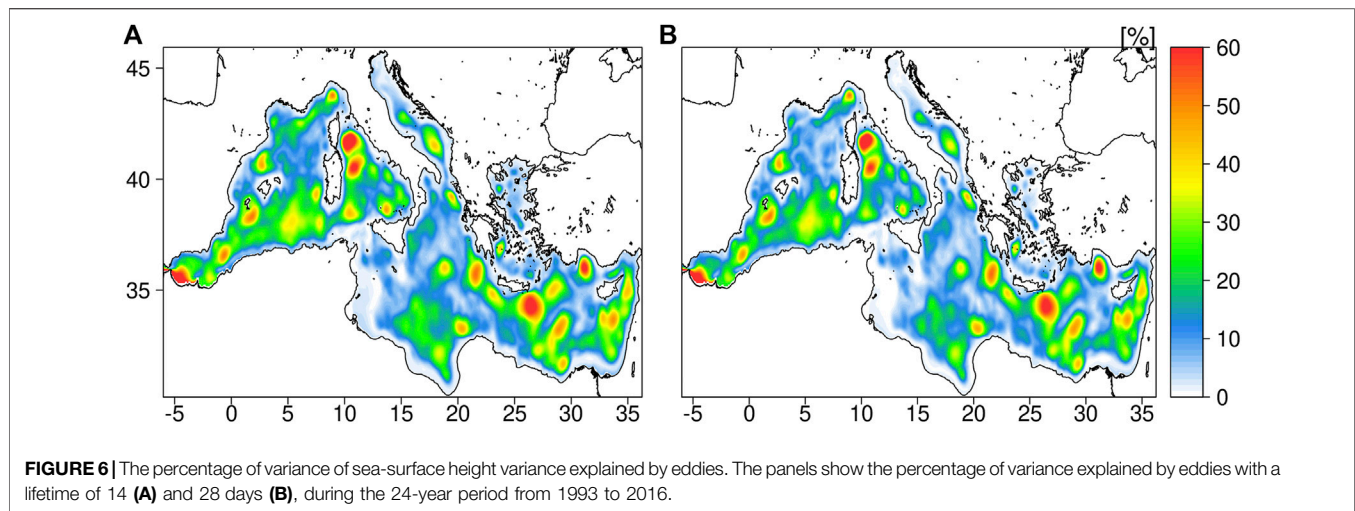 A
B
[%]
45
40
35
-5 0 5 10 15 20 25 30 35
-5 0 5 10 15 20 25 30 35
60
50
40
30
20
10
0
FIGURE 6 | The percentage of variance of sea-surface height variance explained by eddies. The panels show the percentage of variance explained by eddies with a
lifetime of 14 (A) and 28 days (B), during the 24-year period from 1993 to 2016.